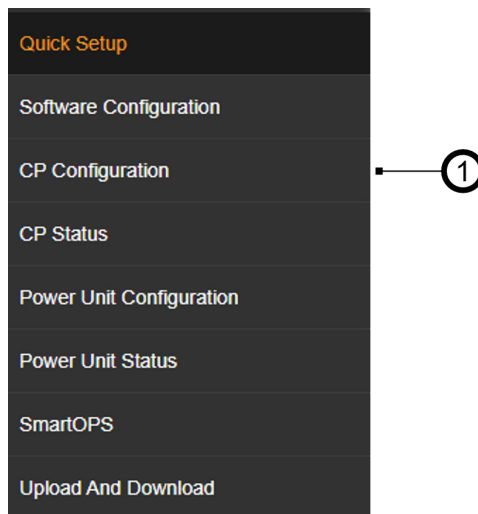 Quick Setup
Software Configuration
CP Configuration
1
CP Status
Power Unit Configuration
Power Unit Status
SmartOPS
Upload And Download